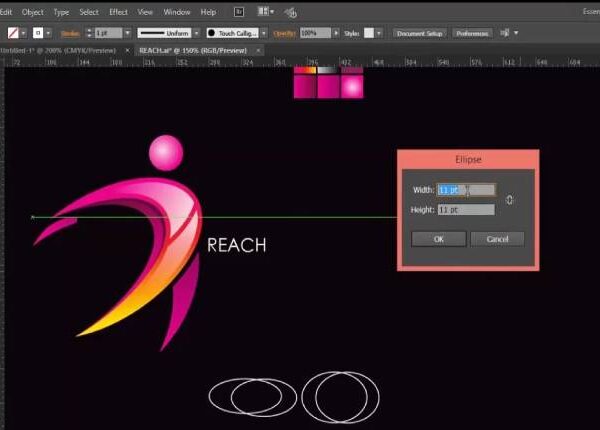 Edit Object Type Select Effect View Window Help Br Essen
Stroke: 1 pt Uniform Touch Callig... Opacity: 100% Style: Document Setup Preferences
Untitled-1* @ 200% (CMYK/Preview) × REACH.ai* @ 150% (RGB/Preview) ×
72 108 144 180 216 252 288 324 360 396 432 468 504 540 576 612 648 684
Ellipse
Width: 11 pt
Height: 11 pt
OK Cancel
REACH